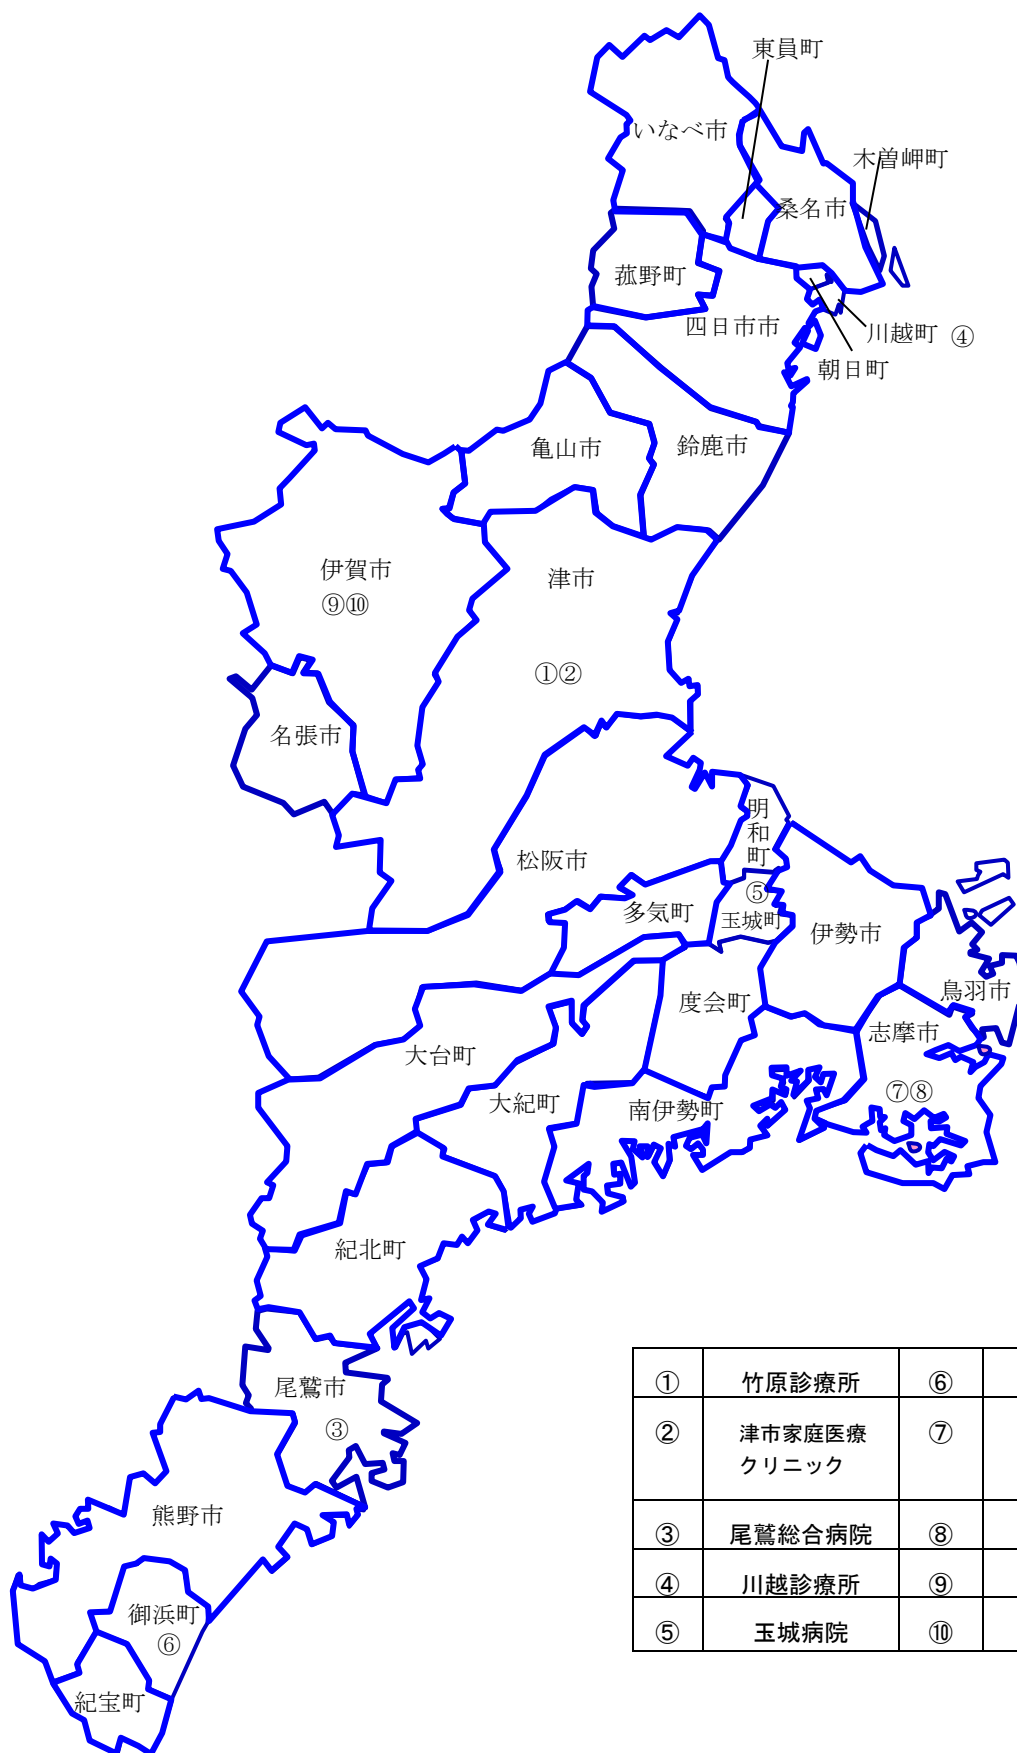 東員町
いなべ市
木曽岬町
桑名市
菰野町
四日市市
川越町 ④
朝日町
亀山市
鈴鹿市
伊賀市
⑨⑩
津市
①②
名張市
明和町
松阪市
⑤
多気町
玉城町
伊勢市
鳥羽市
度会町
志摩市
大台町
⑦⑧
大紀町
南伊勢町
紀北町
尾鷲市
③
熊野市
御浜町
⑥
紀宝町
① 竹原診療所 ⑥
② 津市家庭医療 ⑦
クリニック
③ 尾鷲総合病院 ⑧
④ 川越診療所 ⑨
⑤ 玉城病院 ⑩